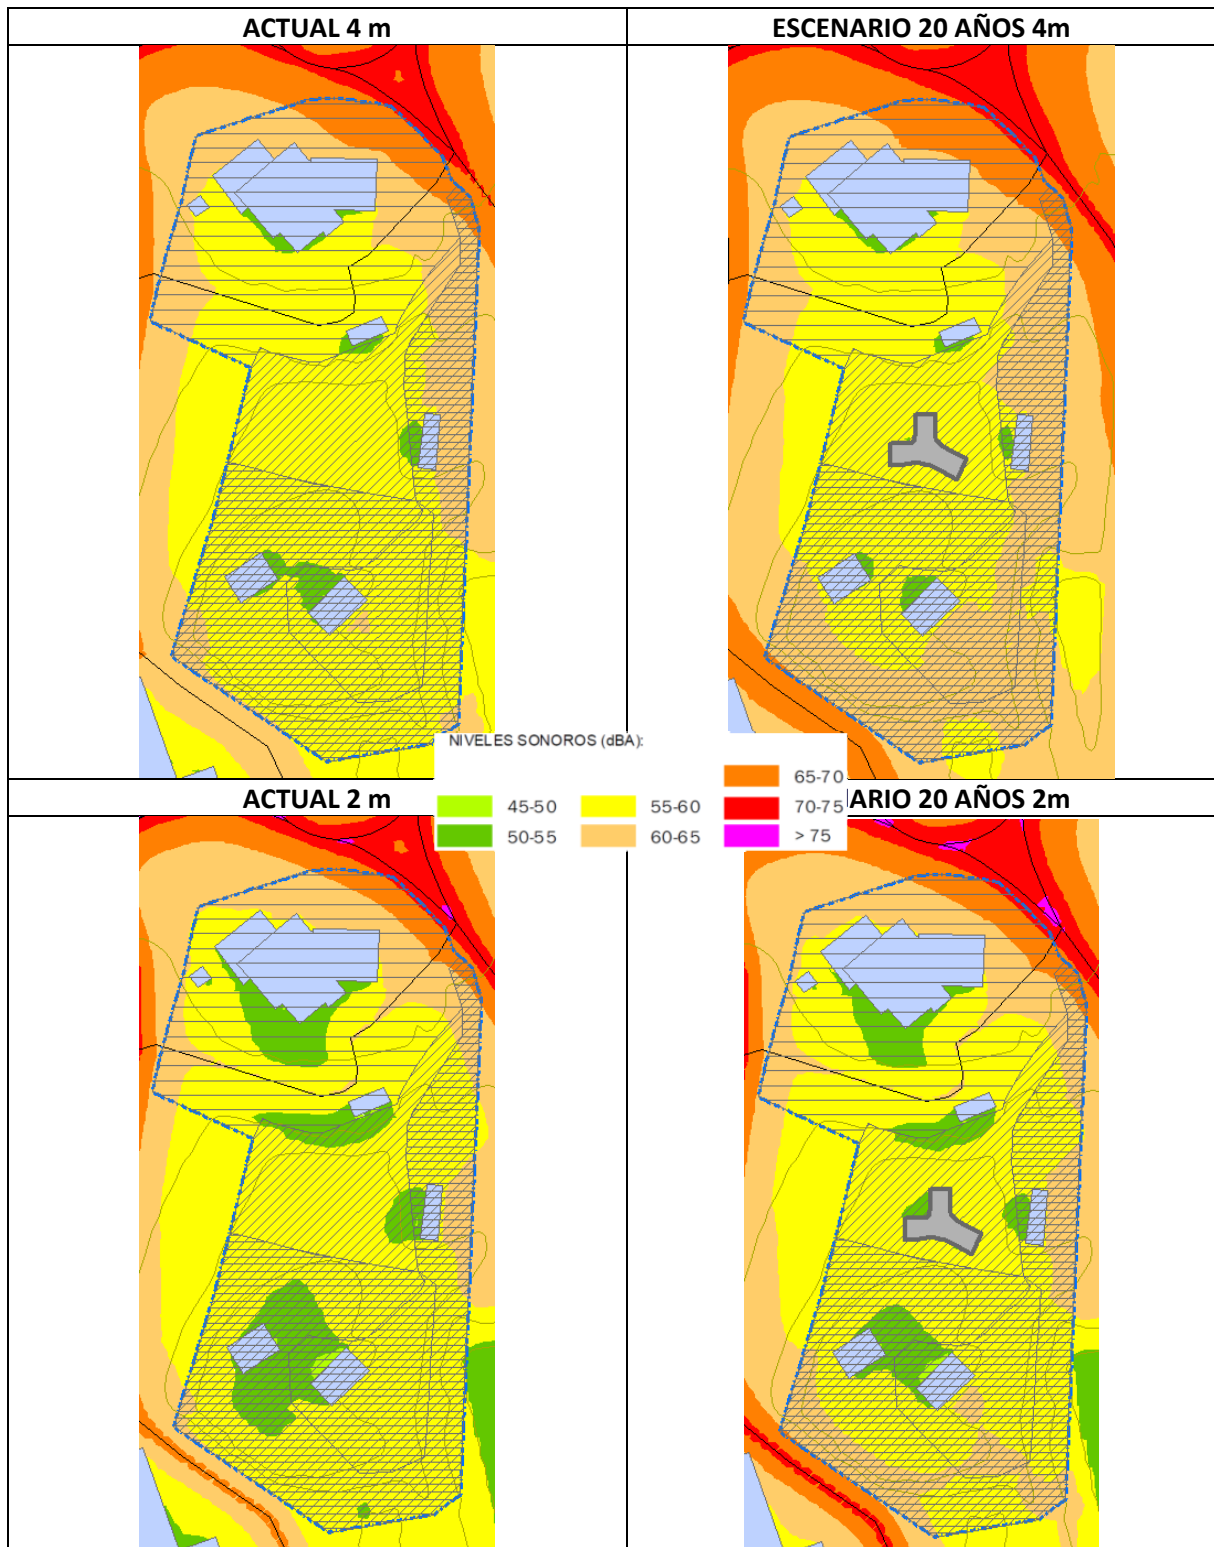 ACTUAL 4 m
ESCENARIO 20 AÑOS 4m
NIVELES SONOROS (dBA):
65-70
45-50 55-60 70-75
50-55 60-65 > 75
ACTUAL 2 m
ARIO 20 AÑOS 2m